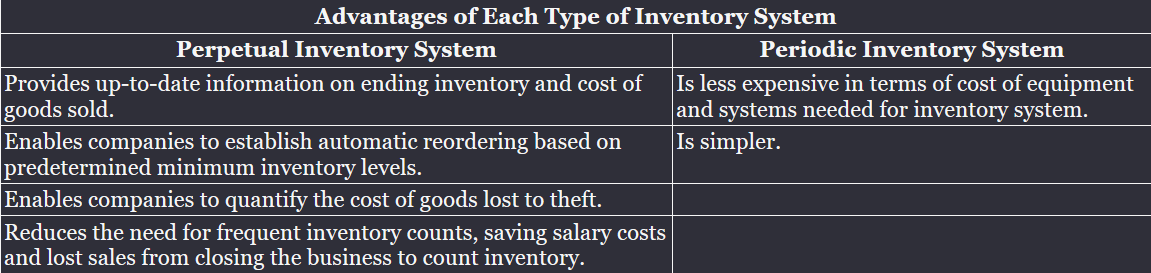 Advantages of Each Type of Inventory System
Perpetual Inventory System
Periodic Inventory System
Provides up-to-date information on ending inventory and cost of
goods sold.
Is less expensive in terms of cost of equipment
and systems needed for inventory system.
Enables companies to establish automatic reordering based on
predetermined minimum inventory levels.
Is simpler.
Enables companies to quantify the cost of goods lost to theft.
Reduces the need for frequent inventory counts, saving salary costs
and lost sales from closing the business to count inventory.